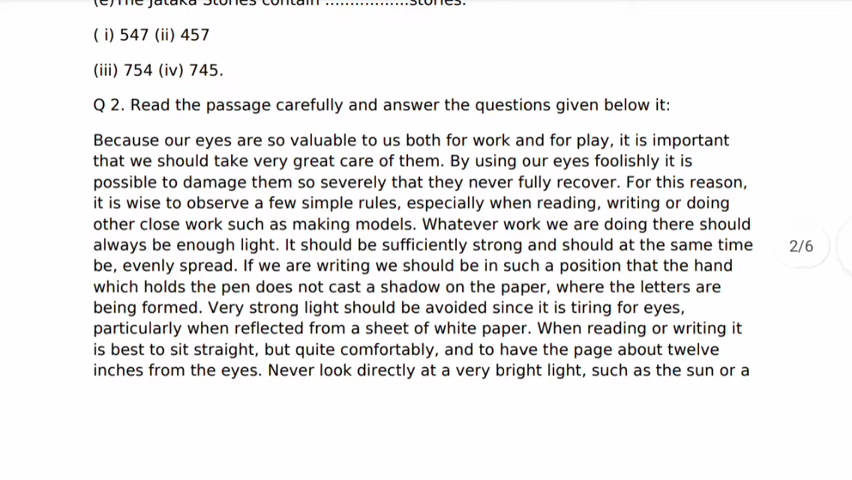 (e)The Jataka Stories contain .................stories.
( i) 547 (ii) 457
(iii) 754 (iv) 745.
Q 2. Read the passage carefully and answer the questions given below it:
Because our eyes are so valuable to us both for work and for play, it is important
that we should take very great care of them. By using our eyes foolishly it is
possible to damage them so severely that they never fully recover. For this reason,
it is wise to observe a few simple rules, especially when reading, writing or doing
other close work such as making models. Whatever work we are doing there should
always be enough light. It should be sufficiently strong and should at the same time
be, evenly spread. If we are writing we should be in such a position that the hand
which holds the pen does not cast a shadow on the paper, where the letters are
being formed. Very strong light should be avoided since it is tiring for eyes,
particularly when reflected from a sheet of white paper. When reading or writing it
is best to sit straight, but quite comfortably, and to have the page about twelve
inches from the eyes. Never look directly at a very bright light, such as the sun or a
2/6